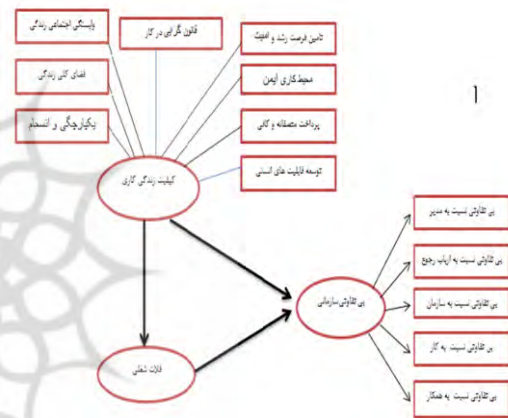 وابستگی اجتماعی زندگی
قانون گرایی در کار
تامین فرصت رشد و امنیت
فضای کلی زندگی
محیط کاری ایمن
یکپارچگی و انسجام
پرداخت منصفانه و کافی
توسعه قابلیت های انسانی
کیفیت زندگی کاری
بی تفاوتی نسبت به مدیر
بی تفاوتی نسبت به ارباب رجوع
بی تفاوتی نسبت به سازمان
بی تفاوتی نسبت به کار
بی تفاوتی نسبت به همکار
بی تفاوتی سازمانی
فلات شغلی